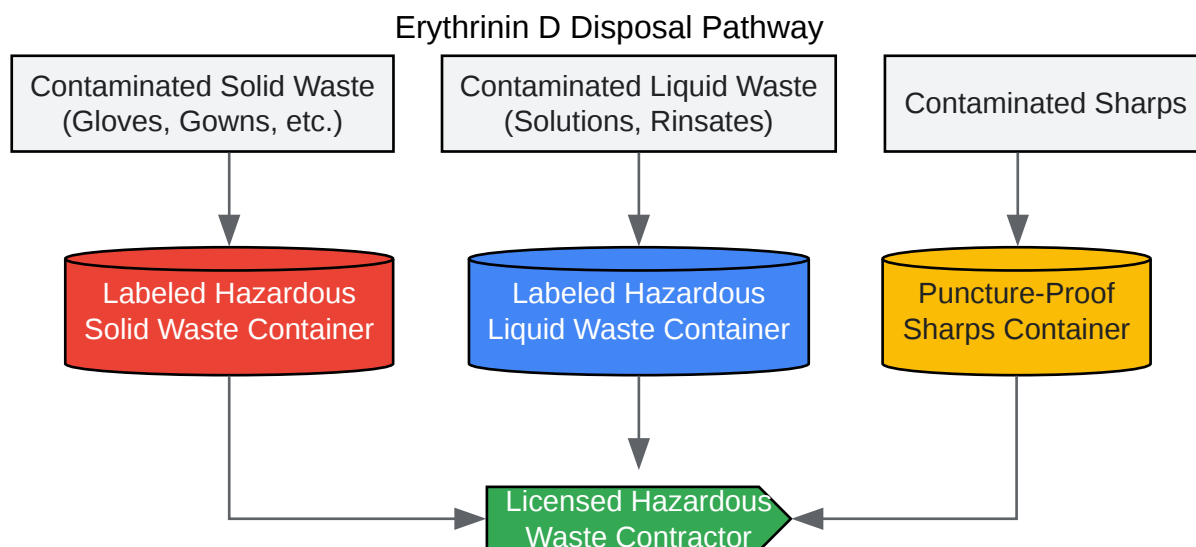 Erythrinin D Disposal Pathway
Contaminated Solid Waste
(Gloves, Gowns, etc.)
Contaminated Liquid Waste
(Solutions, Rinsates)
Contaminated Sharps
Labeled Hazardous
Solid Waste Container
Labeled Hazardous
Liquid Waste Container
Puncture-Proof
Sharps Container
Licensed Hazardous
Waste Contractor